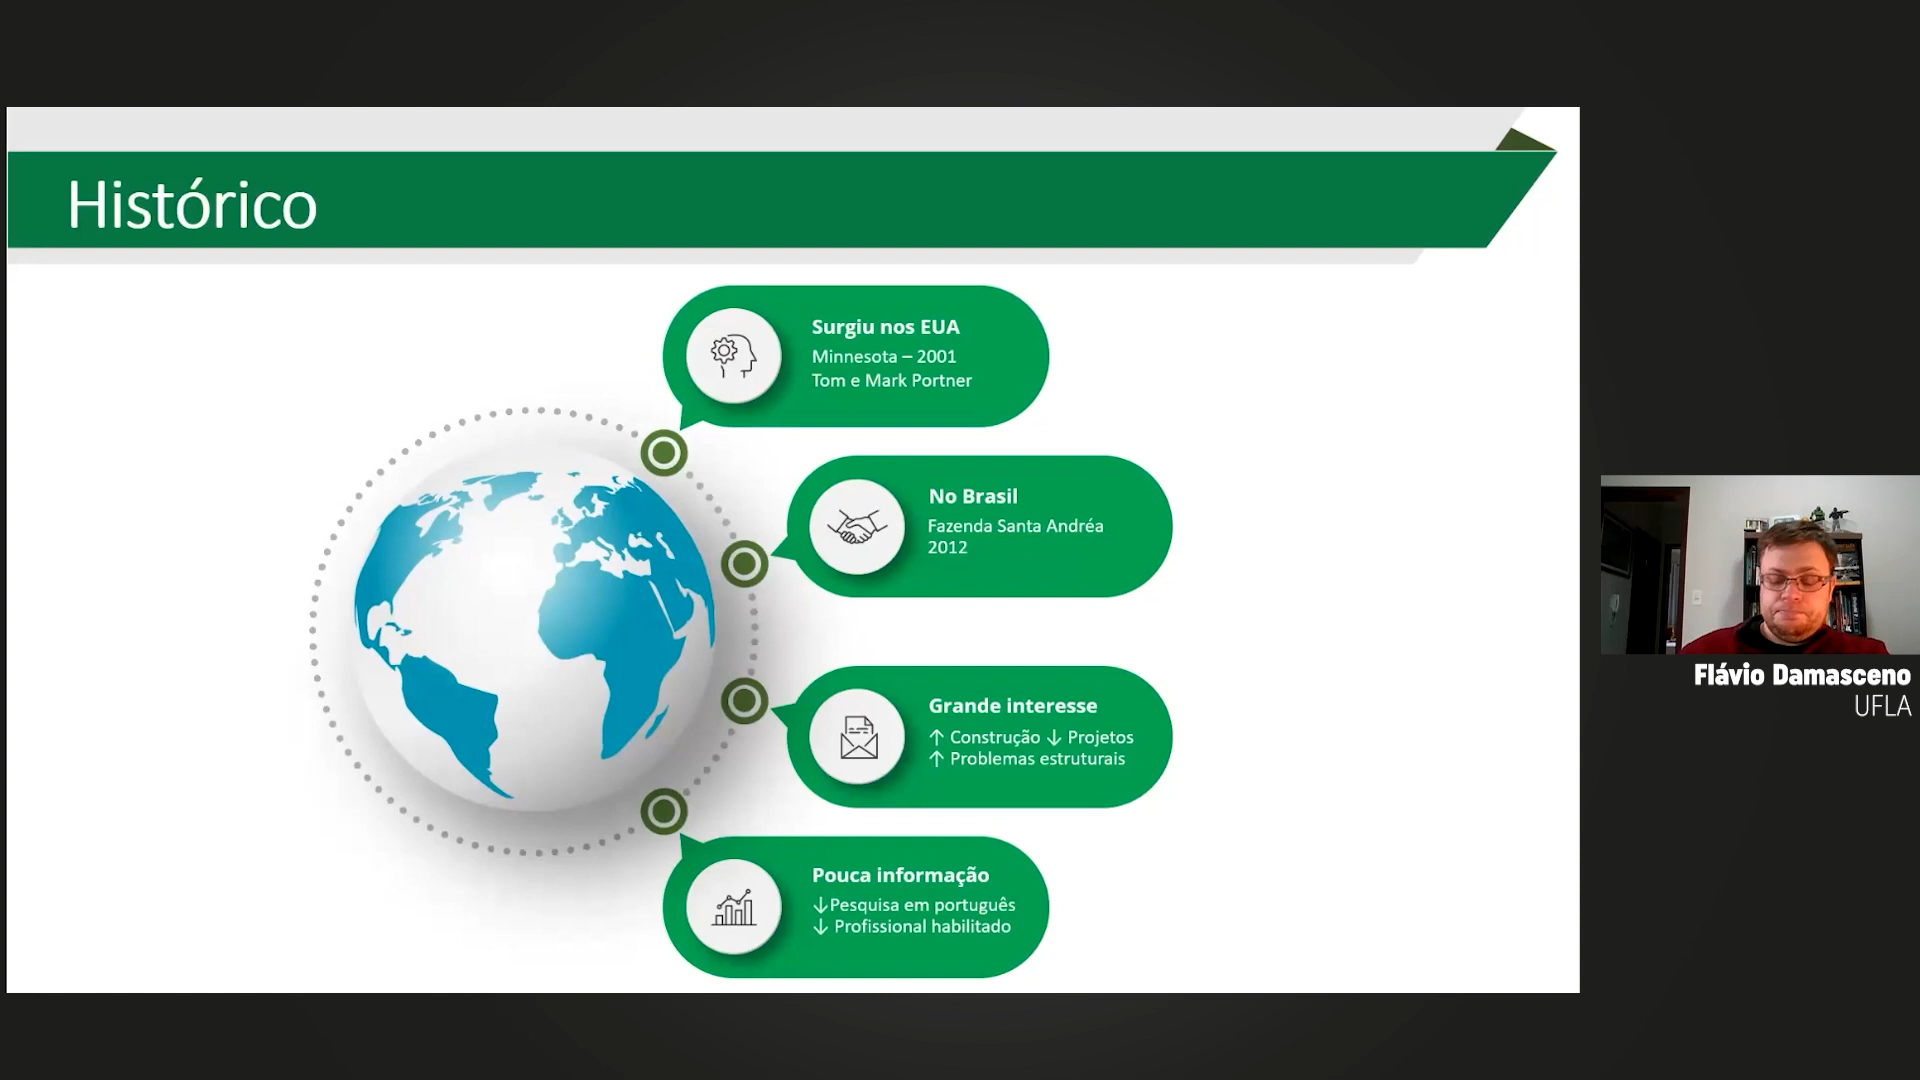 Histórico
Surgiu nos EUA
Minnesota – 2001
Tom e Mark Portner
No Brasil
Fazenda Santa Andréa
2012
Grande interesse
↑ Construção ↓ Projetos
↑ Problemas estruturais
Pouca informação
↓Pesquisa em português
↓ Profissional habilitado
Flávio Damasceno
UFLA